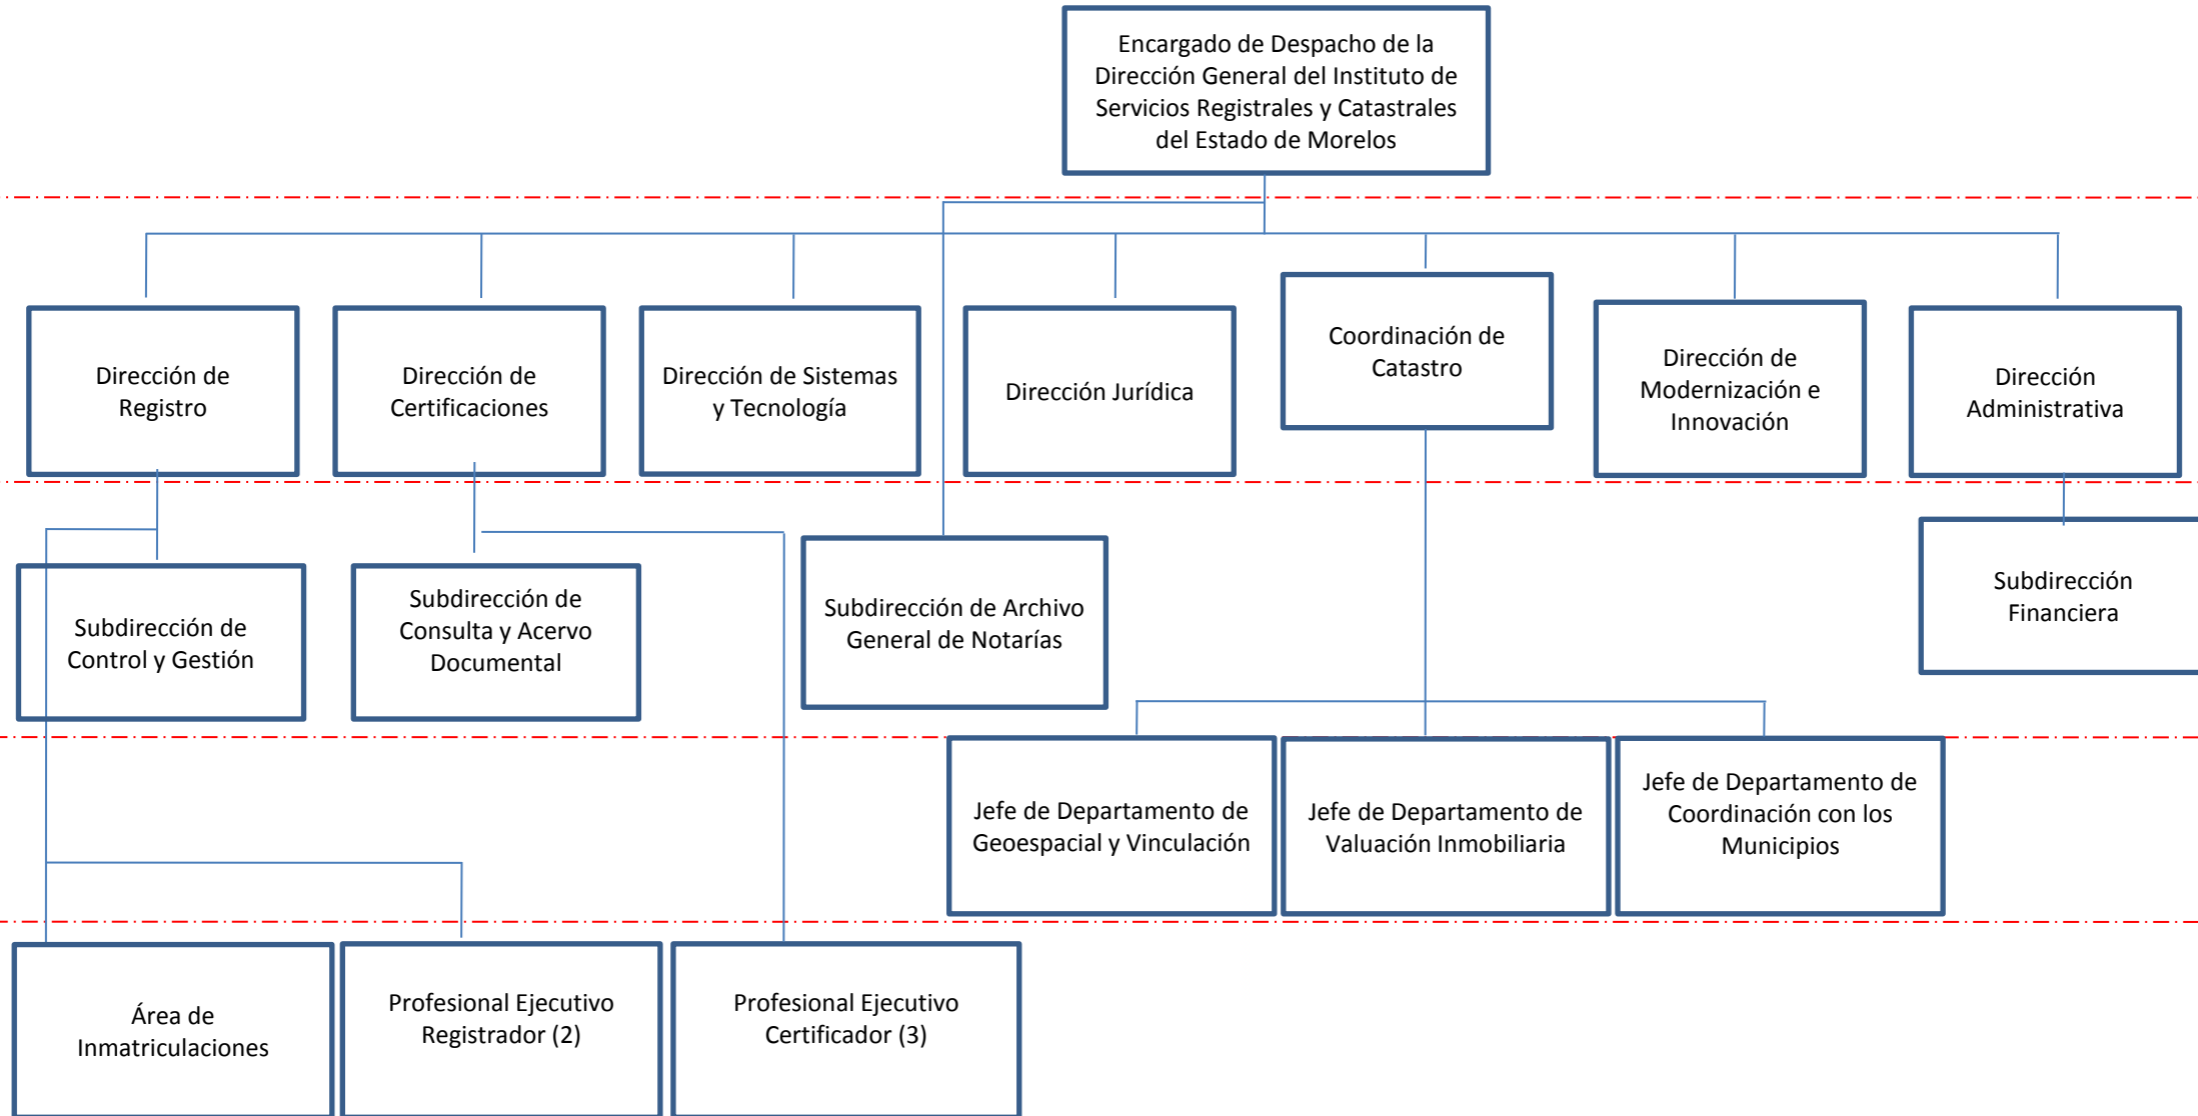 Encargado de Despacho de la
Dirección General del Instituto de
Servicios Registrales y Catastrales
del Estado de Morelos
Dirección de
Registro
Dirección de
Certificaciones
Dirección de Sistemas
y Tecnología
Dirección Jurídica
Coordinación de
Catastro
Dirección de
Modernización e
Innovación
Dirección
Administrativa
Subdirección de
Control y Gestión
Subdirección de
Consulta y Acervo
Documental
Subdirección de Archivo
General de Notarías
Subdirección
Financiera
Jefe de Departamento de
Geoespacial y Vinculación
Jefe de Departamento de
Valuación Inmobiliaria
Jefe de Departamento de
Coordinación con los
Municipios
Área de
Inmatriculaciones
Profesional Ejecutivo
Registrador (2)
Profesional Ejecutivo
Certificador (3)